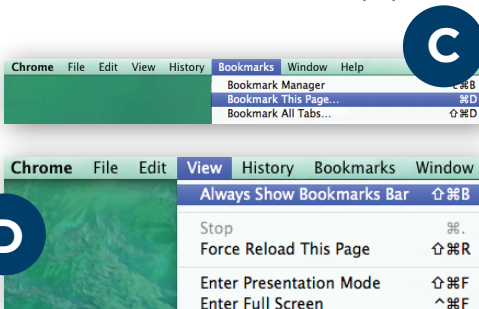 C
Chrome File Edit View History Bookmarks Window Help
Bookmark Manager ⌘B
Bookmark This Page... ⌘D
Bookmark All Tabs... ⇧⌘D
Chrome File Edit View History Bookmarks Window
Always Show Bookmarks Bar ⇧⌘B
D
Stop ⌘.
Force Reload This Page ⇧⌘R
Enter Presentation Mode ⇧⌘F
Enter Full Screen ^⌘F